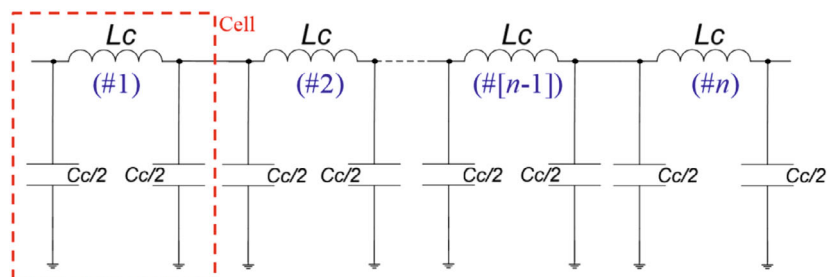 Cell
Lc Lc Lc Lc
(#1) (#2) (#[n-1]) (#n)
Cc/2 Cc/2 Cc/2 Cc/2 Cc/2 Cc/2 Cc/2 Cc/2